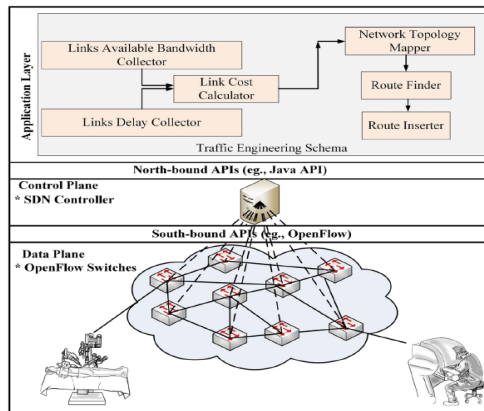 Application Layer
Links Available Bandwidth
Collector
Links Delay Collector
Link Cost
Calculator
Network Topology
Mapper
Route Finder
Route Inserter
Traffic Engineering Schema
North-bound APIs (eg., Java API)
Control Plane
* SDN Controller
South-bound APIs (eg., OpenFlow)
Data Plane
* OpenFlow Switches